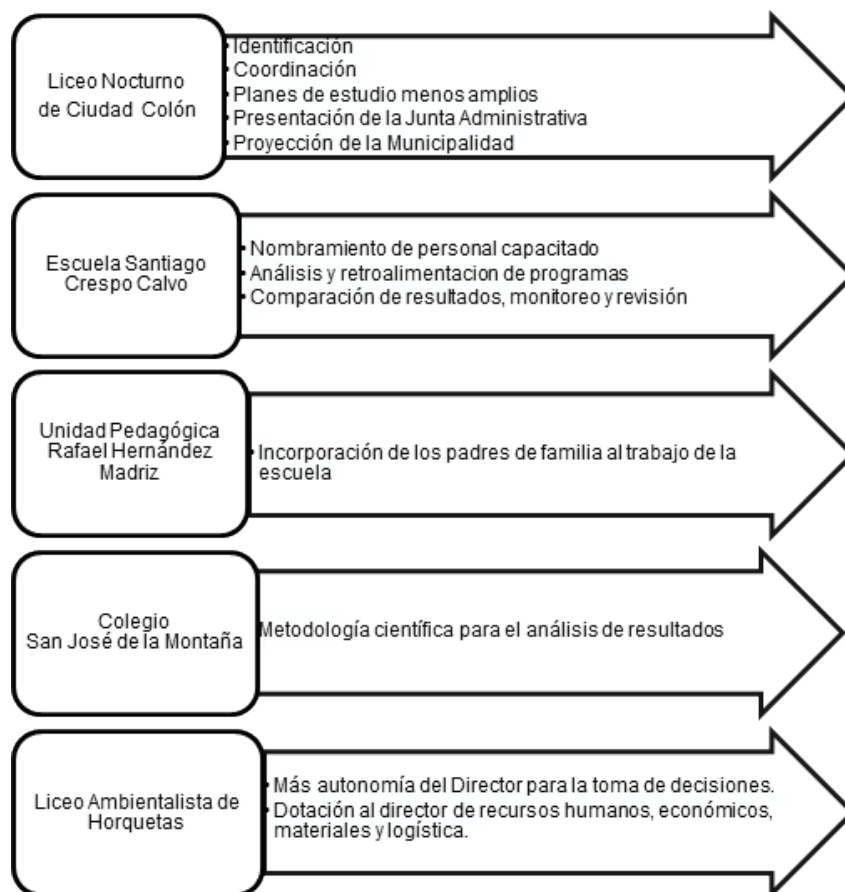 Liceo Nocturno
de Ciudad Colón
• Identificación
• Coordinación
• Planes de estudio menos amplios
• Presentación de la Junta Administrativa
• Proyección de la Municipalidad
Escuela Santiago
Crespo Calvo
• Nombramiento de personal capacitado
• Análisis y retroalimentacion de programas
• Comparación de resultados, monitoreo y revisión
Unidad Pedagógica
Rafael Hernández
Madriz
• Incorporación de los padres de familia al trabajo de la
escuela
Colegio
San José de la Montaña
Metodología científica para el análisis de resultados
Liceo Ambientalista de
Horquetas
• Más autonomía del Director para la toma de decisiones.
• Dotación al director de recursos humanos, económicos,
materiales y logística.